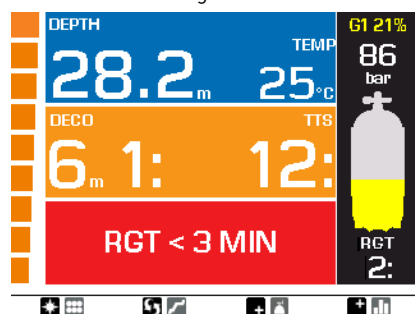 DEPTH
TEMP
28.2m
25°C
DECO
TTS
6m 1:
12:
RGT < 3 MIN
G1 21%
86
bar
RGT
2: